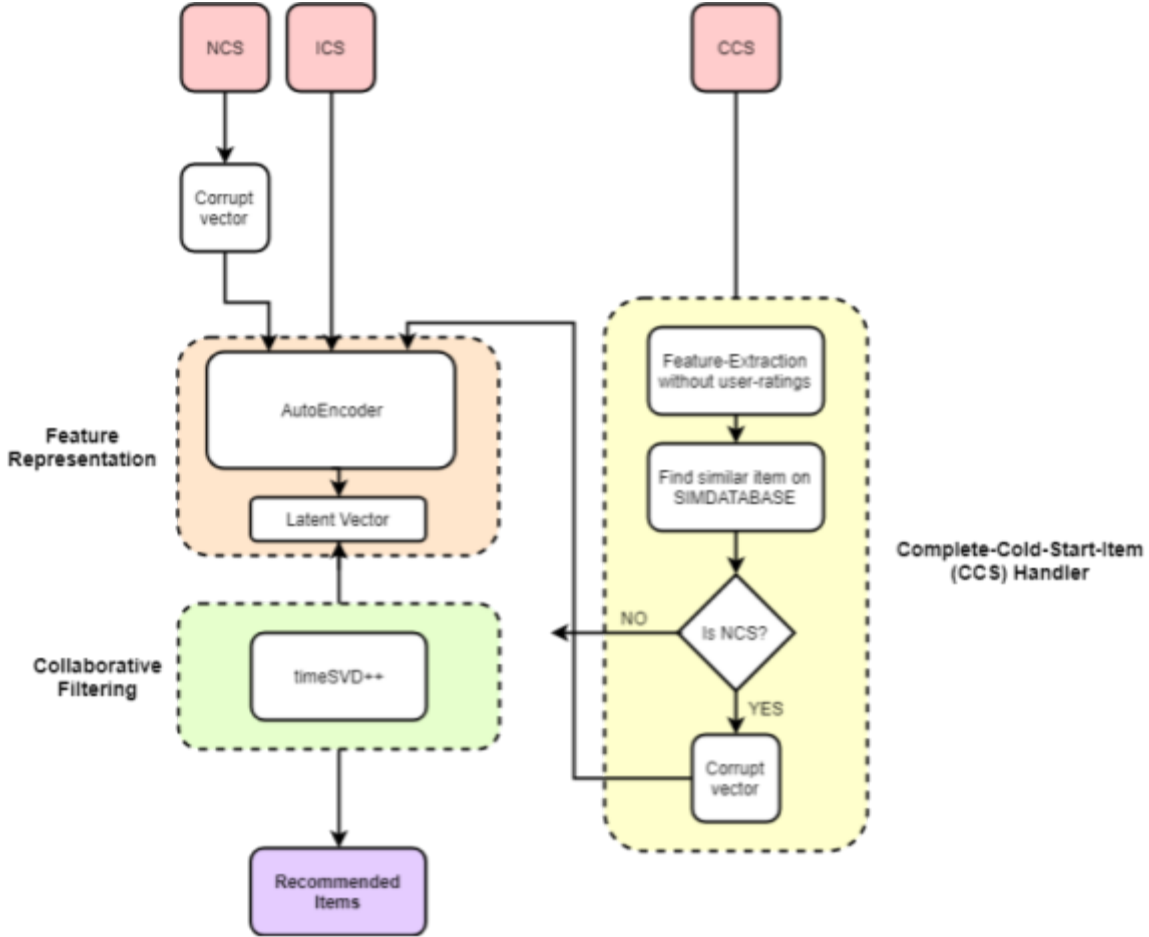 NCS
ICS
CCS
Corrupt
vector
Feature-Extraction
without user-ratings
AutoEncoder
Feature
Representation
Find similar item on
SIMDATABASE
Latent Vector
Complete-Cold-Start-Item
(CCS) Handler
NO
Is NCS?
Collaborative
Filtering
timeSVD++
YES
Corrupt
vector
Recommended
Items